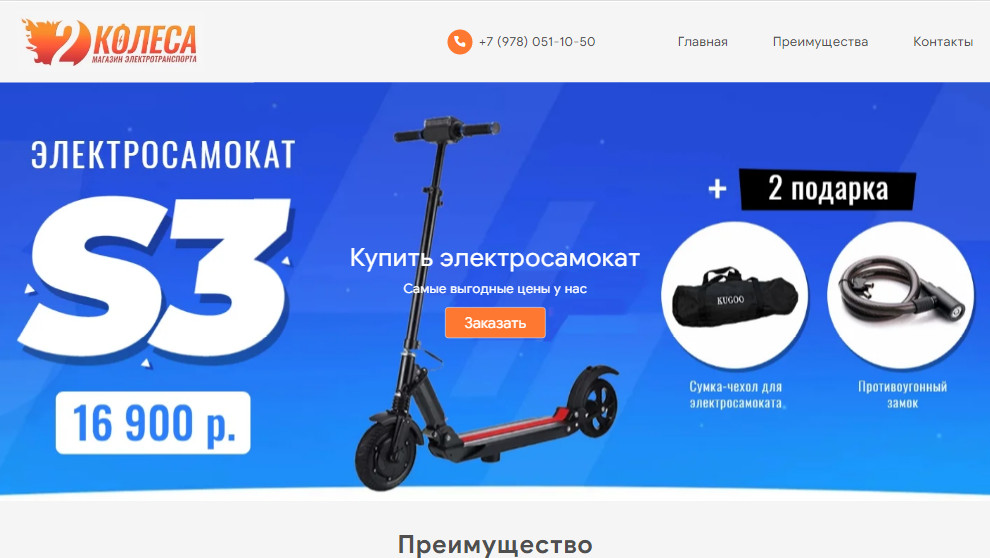 2 КОЛЕСА
МАГАЗИН ЭЛЕКТРОТРАНСПОРТА
+7 (978) 051-10-50
Главная
Преимущества
Контакты
ЭЛЕКТРОСАМОКАТ
S3
16 900 р.
Купить электросамокат
Самые выгодные цены у нас
Заказать
+ 2 подарка
KUGOO
Сумка-чехол для
электросамоката
Противоугонный
замок
Преимущество